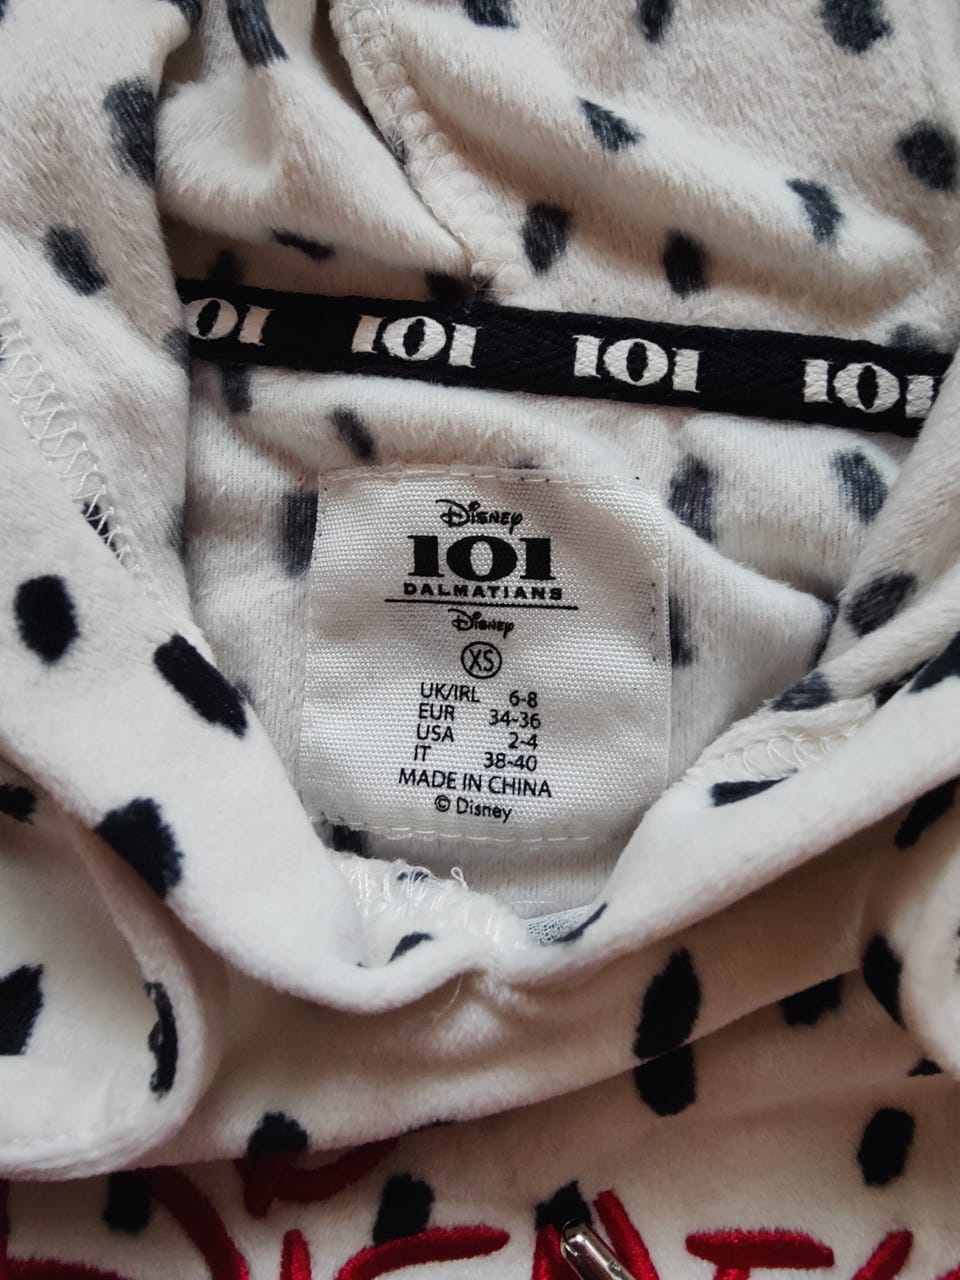 101 101 101 101
Disney
101
DALMATIANS
Disney
XS
UK/IRL 6-8
EUR 34-36
USA 2-4
IT 38-40
MADE IN CHINA
© Disney